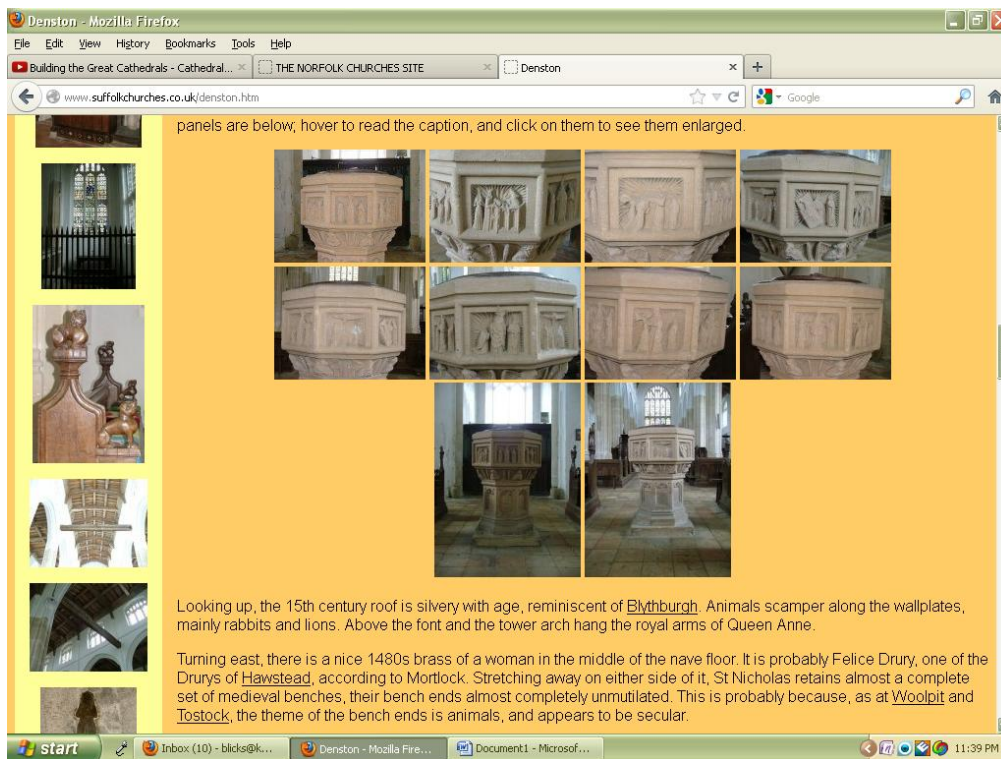 Denston - Mozilla Firefox
File Edit View History Bookmarks Tools Help
Building the Great Cathedrals - Cathedral... THE NORFOLK CHURCHES SITE Denston
www.suffolkchurches.co.uk/denston.htm Google
panels are below; hover to read the caption, and click on them to see them enlarged.
Looking up, the 15th century roof is silvery with age, reminiscent of Blythburgh. Animals scamper along the wallplates,
mainly rabbits and lions. Above the font and the tower arch hang the royal arms of Queen Anne.
Turning east, there is a nice 1480s brass of a woman in the middle of the nave floor. It is probably Felice Drury, one of the
Drurys of Hawstead, according to Mortlock. Stretching away on either side of it, St Nicholas retains almost a complete
set of medieval benches, their bench ends almost completely unmutilated. This is probably because, as at Woolpit and
Tostock, the theme of the bench ends is animals, and appears to be secular.
start Inbox (10) - blicks@k... Denston - Mozilla Fire... Document1 - Microsof... 11:39 PM